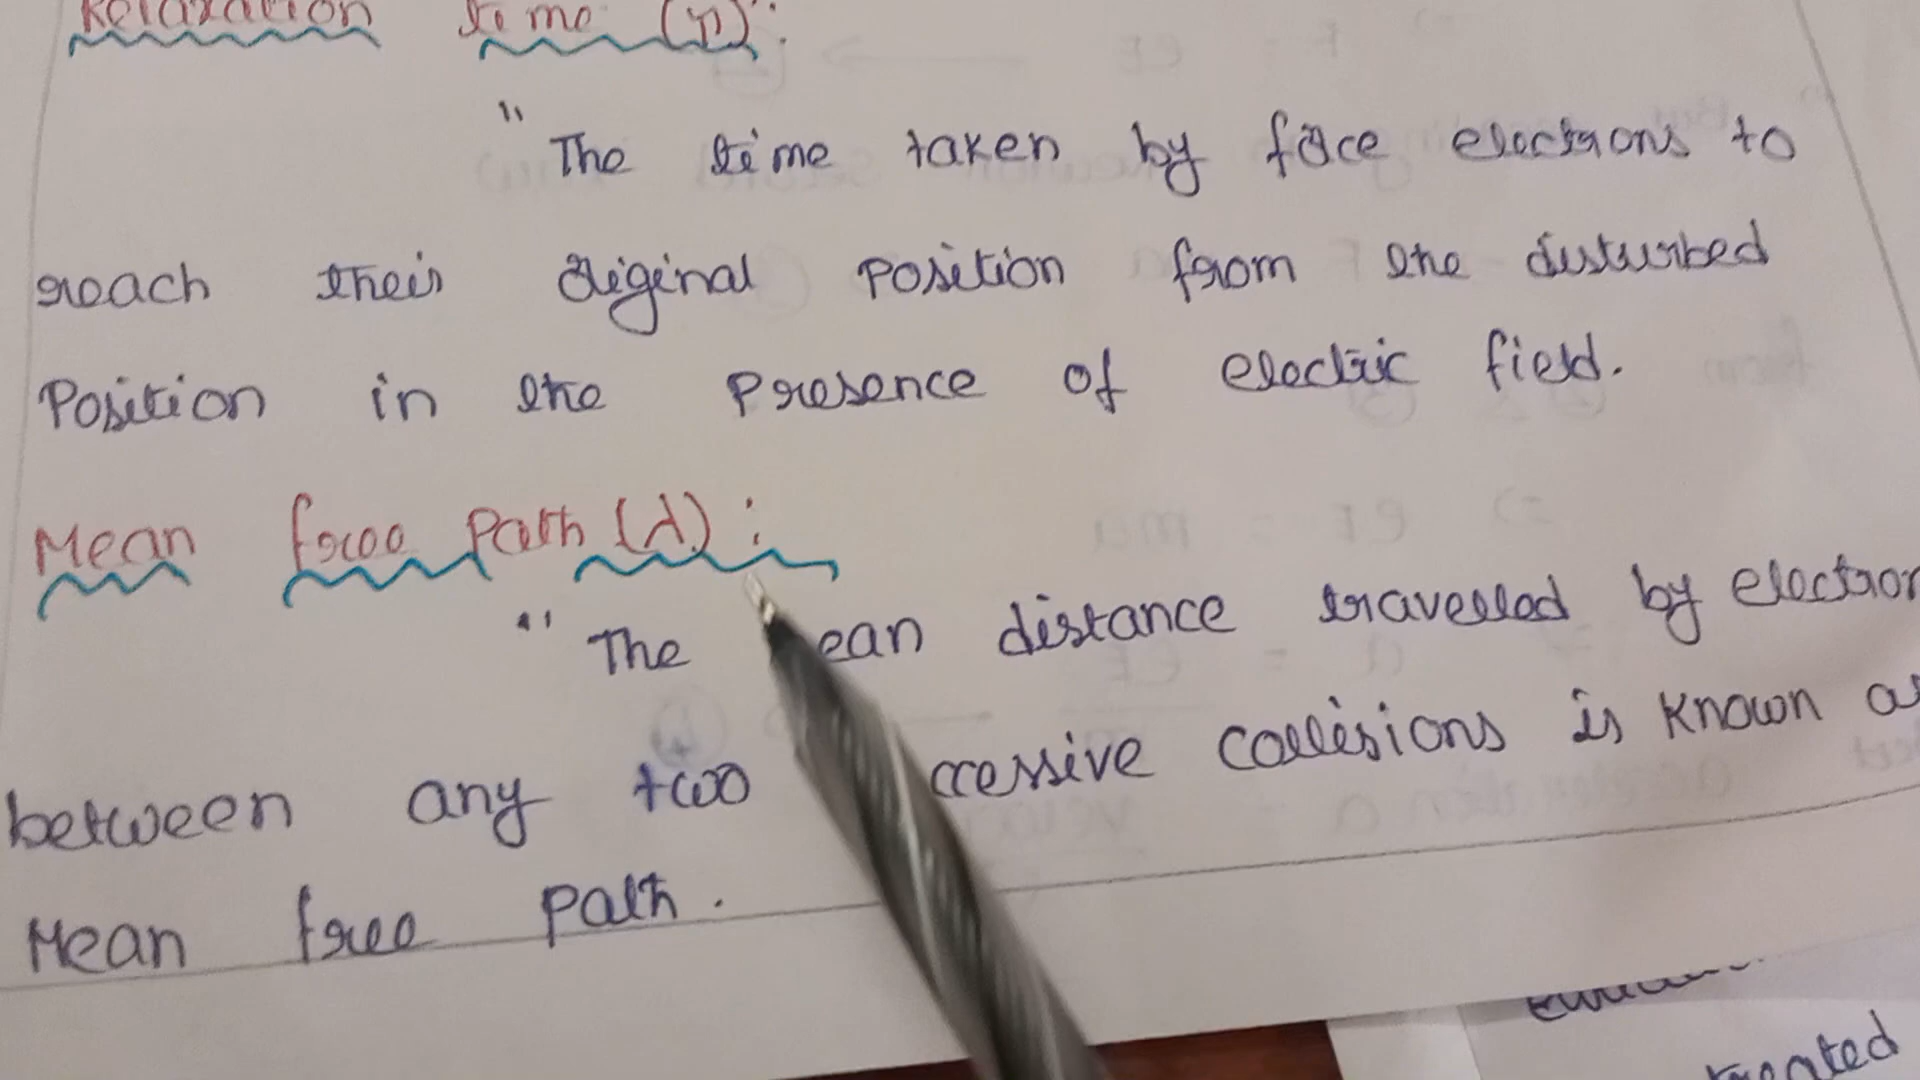 Relaxation time (η):
"The time taken by free electrons to
reach their original position from the disturbed
Position in the Presence of electric field.
Mean free Path (λ):
"The ean distance travelled by electron
between any two ccessive collisions is known as
Mean free Path.
treated